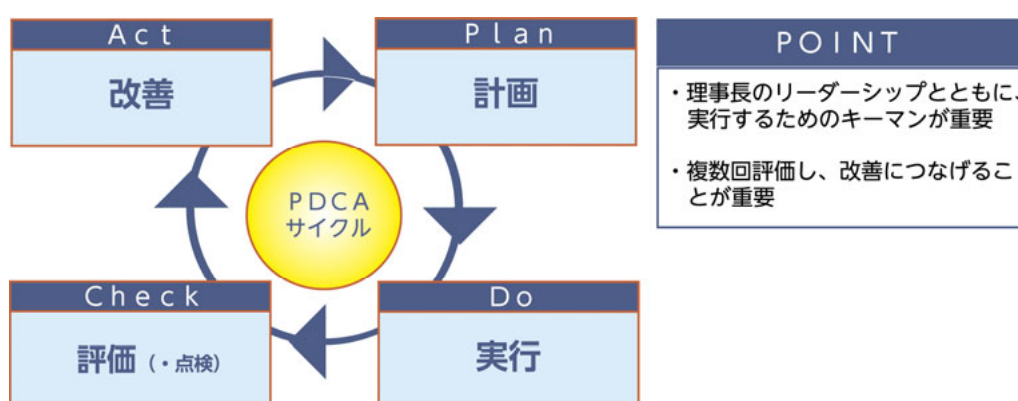 Act
改善
Plan
計画
POINT
・理事長のリーダーシップとともに、
実行するためのキーマンが重要
・複数回評価し、改善につなげるこ
とが重要
PDCA
サイクル
Check
評価（・点検）
Do
実行